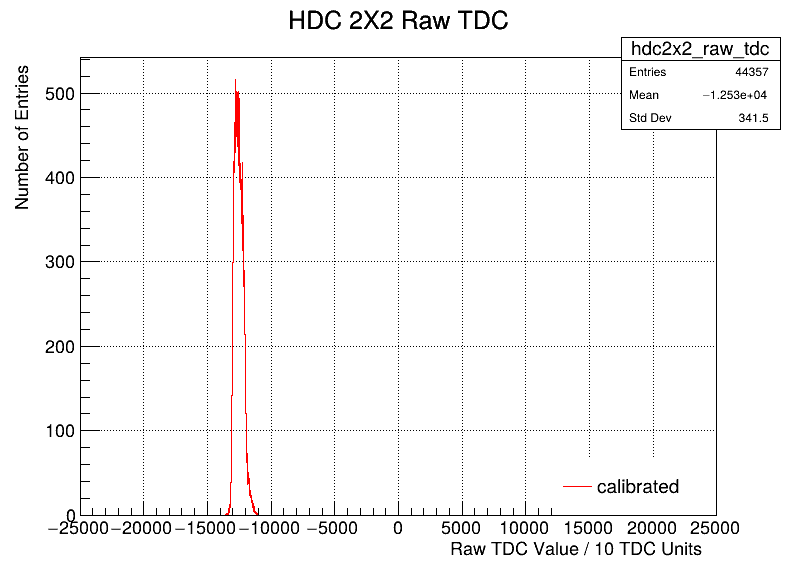 HDC 2X2 Raw TDC
hdc2x2_raw_tdc
Entries 44357
Mean −1.253e+04
Std Dev 341.5
Number of Entries
500
400
300
200
100
0
−25000 −20000 −15000 −10000 −5000 0 5000 10000 15000 20000 25000
calibrated
Raw TDC Value / 10 TDC Units